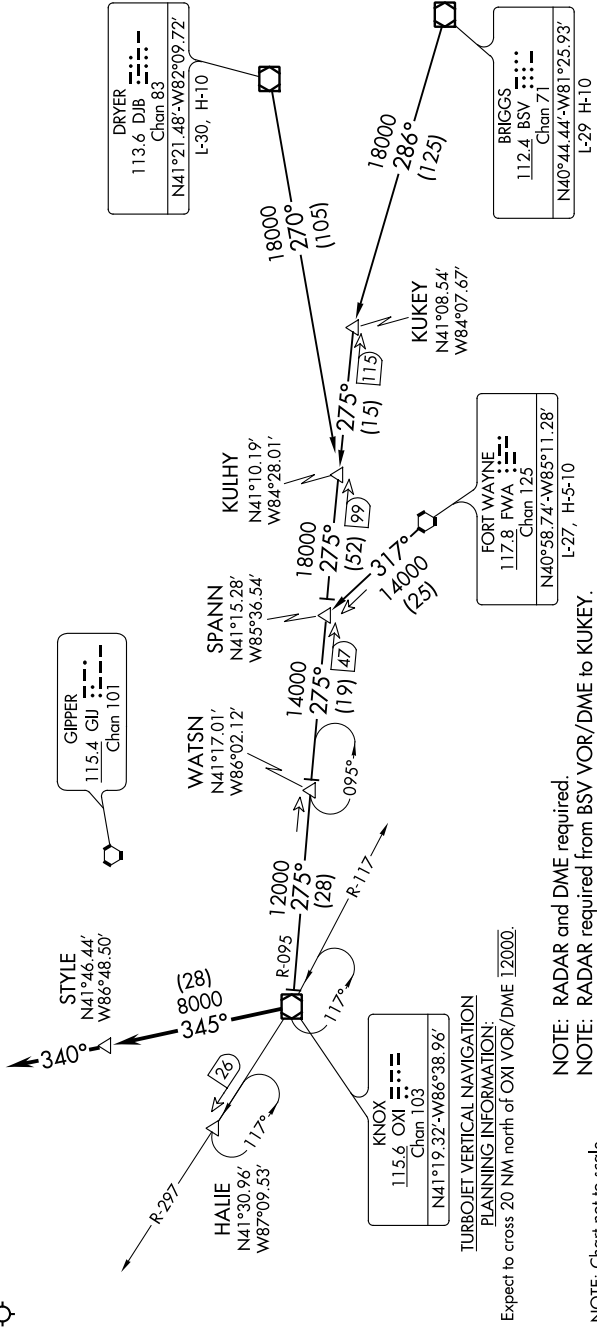 DRYER
113.6 DJB
Chan 83
N41°21.48'-W82°09.72'
L-30, H-10
BRIGGS
112.4 BSV
Chan 71
N40°44.44'-W81°25.93'
L-29 H-10
18000
270°
(105)
18000
286°
(125)
KUKEY
N41°08.54'
W84°07.67'
115
275°
(15)
KULHY
N41°10.19'
W84°28.01'
99
18000
275°
(52)
FORT WAYNE
117.8 FWA
Chan 125
N40°58.74'-W85°11.28'
L-27, H-5-10
317°
14000
(25)
SPANN
N41°15.28'
W85°36.54'
47
14000
275°
(19)
GIPPER
115.4 GIJ
Chan 101
WATSN
N41°17.01'
W86°02.12'
095°
12000
275°
(28)
R-095
R-117
117°
STYLE
N41°46.44'
W86°48.50'
(28)
8000
345°
340°
26
117°
R-297
HALIE
N41°30.96'
W87°09.53'
KNOX
115.6 OXI
Chan 103
N41°19.32'-W86°38.96'
TURBOJET VERTICAL NAVIGATION
PLANNING INFORMATION:
Expect to cross 20 NM north of OXI VOR/DME 12000.
NOTE: RADAR and DME required.
NOTE: RADAR required from BSV VOR/DME to KUKEY.
NOTE: Chart not to scale